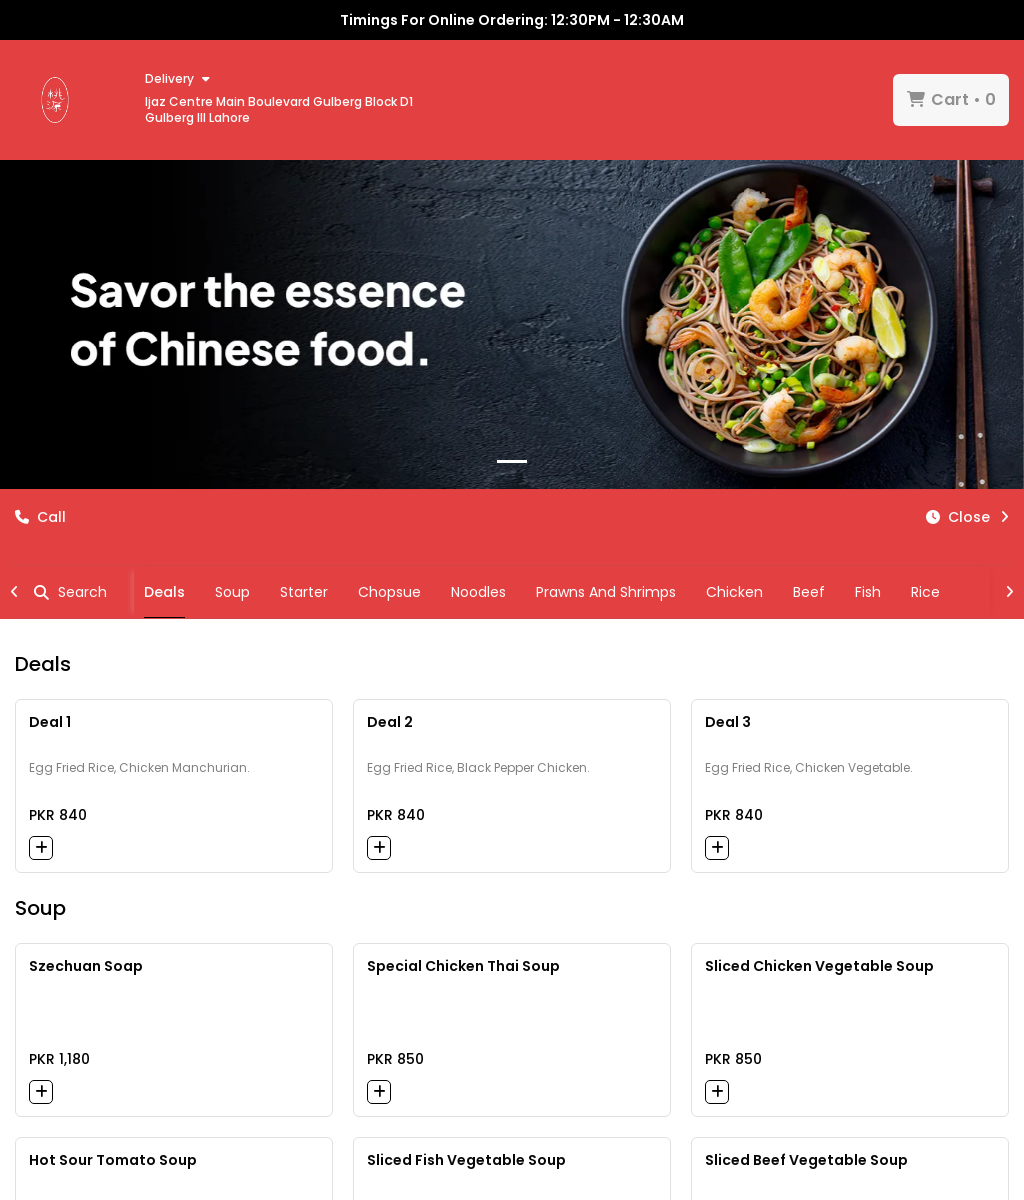 Timings For Online Ordering: 12:30PM - 12:30AM
Delivery
Ijaz Centre Main Boulevard Gulberg Block D1
Gulberg III Lahore
Cart • 0
Savor the essence
of Chinese food.
Call
Close
Search
Deals
Soup
Starter
Chopsue
Noodles
Prawns And Shrimps
Chicken
Beef
Fish
Rice
Deals
Deal 1
Deal 2
Deal 3
Egg Fried Rice, Chicken Manchurian.
Egg Fried Rice, Black Pepper Chicken.
Egg Fried Rice, Chicken Vegetable.
PKR 840
PKR 840
PKR 840
Soup
Szechuan Soap
Special Chicken Thai Soup
Sliced Chicken Vegetable Soup
PKR 1,180
PKR 850
PKR 850
Hot Sour Tomato Soup
Sliced Fish Vegetable Soup
Sliced Beef Vegetable Soup